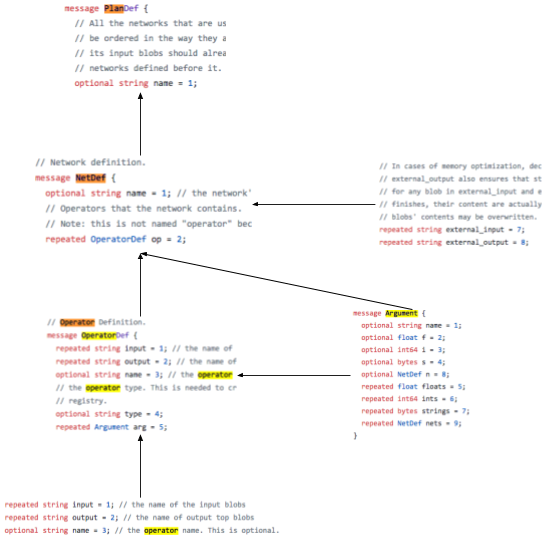 message PlanDef {
// All the networks that are us
// be ordered in the way they a
// its input blobs should alrea
// networks defined before it.
optional string name = 1;
// Network definition.
message NetDef {
optional string name = 1; // the network'
// Operators that the network contains.
// Note: this is not named "operator" bec
repeated OperatorDef op = 2;
// In cases of memory optimization, dec
// external_output also ensures that st
// for any blob in external_input and e
// finishes, their content are actually
// blobs' contents may be overwritten.
repeated string external_input = 7;
repeated string external_output = 8;
// Operator Definition.
message OperatorDef {
repeated string input = 1; // the name of
repeated string output = 2; // the name of
optional string name = 3; // the operator
// the operator type. This is needed to cr
// registry.
optional string type = 4;
repeated Argument arg = 5;
message Argument {
optional string name = 1;
optional float f = 2;
optional int64 i = 3;
optional bytes s = 4;
optional NetDef n = 8;
repeated float floats = 5;
repeated int64 ints = 6;
repeated bytes strings = 7;
repeated NetDef nets = 9;
}
repeated string input = 1; // the name of the input blobs
repeated string output = 2; // the name of output top blobs
optional string name = 3; // the operator name. This is optional.